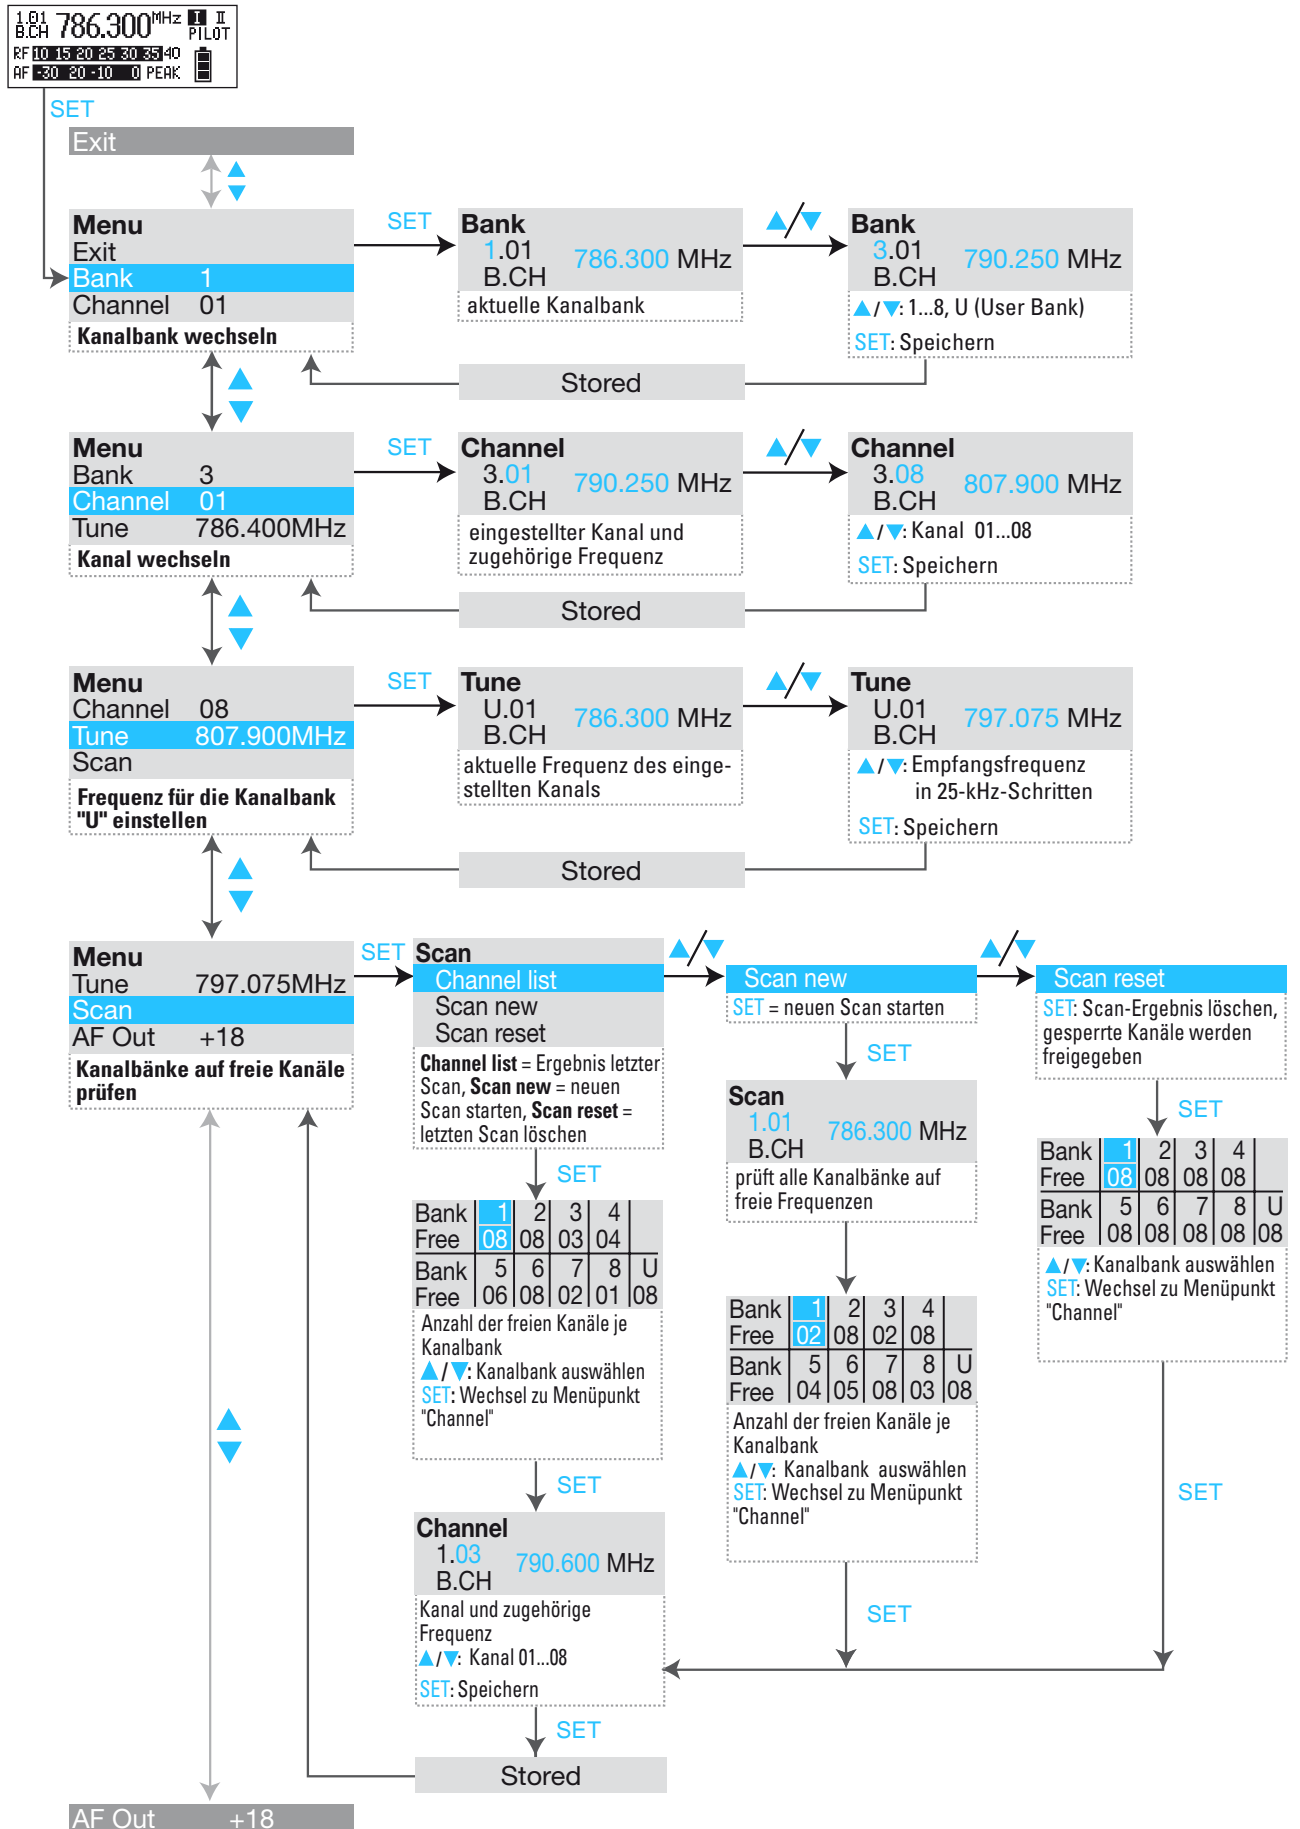 1.01 786.300 MHz I II
B.CH PILOT
RF 10 15 20 25 30 35 40
AF -30 20 -10 0 PEAK
SET
Exit
Menu
Exit
Bank 1
Channel 01
Kanalbank wechseln
SET
Bank
1.01
786.300 MHz
B.CH
aktuelle Kanalbank
Bank
3.01
790.250 MHz
B.CH
▲/▼: 1...8, U (User Bank)
SET: Speichern
Stored
Menu
Bank 3
Channel 01
Tune 786.400MHz
Kanal wechseln
SET
Channel
3.01
790.250 MHz
B.CH
eingestellter Kanal und
zugehörige Frequenz
Channel
3.08
807.900 MHz
B.CH
▲/▼: Kanal 01...08
SET: Speichern
Stored
Menu
Channel 08
Tune 807.900MHz
Scan
Frequenz für die Kanalbank
"U" einstellen
SET
Tune
U.01
786.300 MHz
B.CH
aktuelle Frequenz des einge-
stellten Kanals
Tune
U.01
797.075 MHz
B.CH
▲/▼: Empfangsfrequenz
in 25-kHz-Schritten
SET: Speichern
Stored
Menu
Tune 797.075MHz
Scan
AF Out +18
Kanalbänke auf freie Kanäle
prüfen
SET
Scan
Channel list
Scan new
Scan reset
Channel list = Ergebnis letzter
Scan, Scan new = neuen
Scan starten, Scan reset =
letzten Scan löschen
SET
Bank 1 2 3 4
Free 08 08 03 04
Bank 5 6 7 8 U
Free 06 08 02 01 08
Anzahl der freien Kanäle je
Kanalbank
▲/▼: Kanalbank auswählen
SET: Wechsel zu Menüpunkt
"Channel"
SET
Channel
1.03
790.600 MHz
B.CH
Kanal und zugehörige
Frequenz
▲/▼: Kanal 01...08
SET: Speichern
SET
Stored
Scan new
SET = neuen Scan starten
SET
Scan
1.01
786.300 MHz
B.CH
prüft alle Kanalbänke auf
freie Frequenzen
Bank 1 2 3 4
Free 02 08 02 08
Bank 5 6 7 8 U
Free 04 05 08 03 08
Anzahl der freien Kanäle je
Kanalbank
▲/▼: Kanalbank auswählen
SET: Wechsel zu Menüpunkt
"Channel"
SET
Scan reset
SET: Scan-Ergebnis löschen,
gesperrte Kanäle werden
freigegeben
SET
Bank 1 2 3 4
Free 08 08 08 08
Bank 5 6 7 8 U
Free 08 08 08 08 08
▲/▼: Kanalbank auswählen
SET: Wechsel zu Menüpunkt
"Channel"
SET
AF Out +18